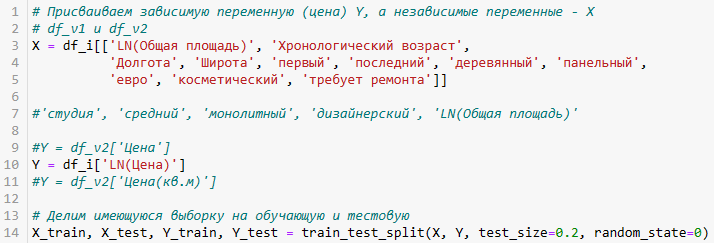 1 # Присваиваем зависимую переменную (цена) Y, а независимые переменные - X
2 # df_v1 и df_v2
3 X = df_i[['LN(Общая площадь)', 'Хронологический возраст',
4 'Долгота', 'Широта', 'первый', 'последний', 'деревянный', 'панельный',
5 'евро', 'косметический', 'требует ремонта']]
6
7 #'студия', 'средний', 'монолитный', 'дизайнерский', 'LN(Общая площадь)'
8
9 #Y = df_v2['Цена']
10 Y = df_i['LN(Цена)']
11 #Y = df_v2['Цена(кв.м)']
12
13 # Делим имеющуюся выборку на обучающую и тестовую
14 X_train, X_test, Y_train, Y_test = train_test_split(X, Y, test_size=0.2, random_state=0)